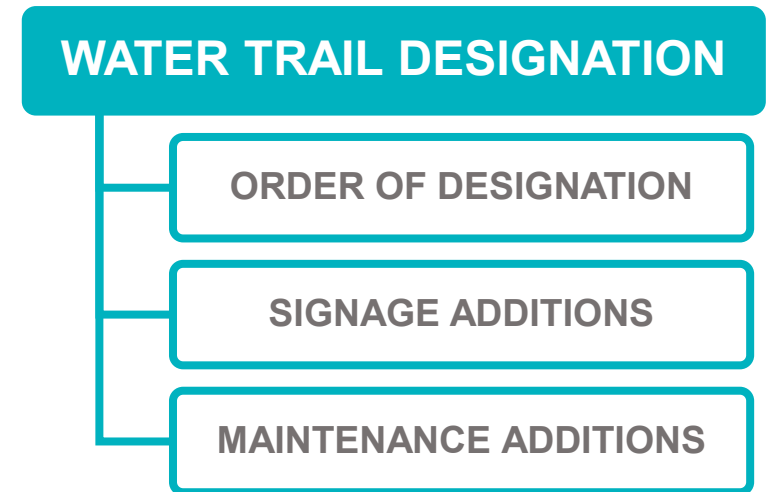 WATER TRAIL DESIGNATION
ORDER OF DESIGNATION
SIGNAGE ADDITIONS
MAINTENANCE ADDITIONS